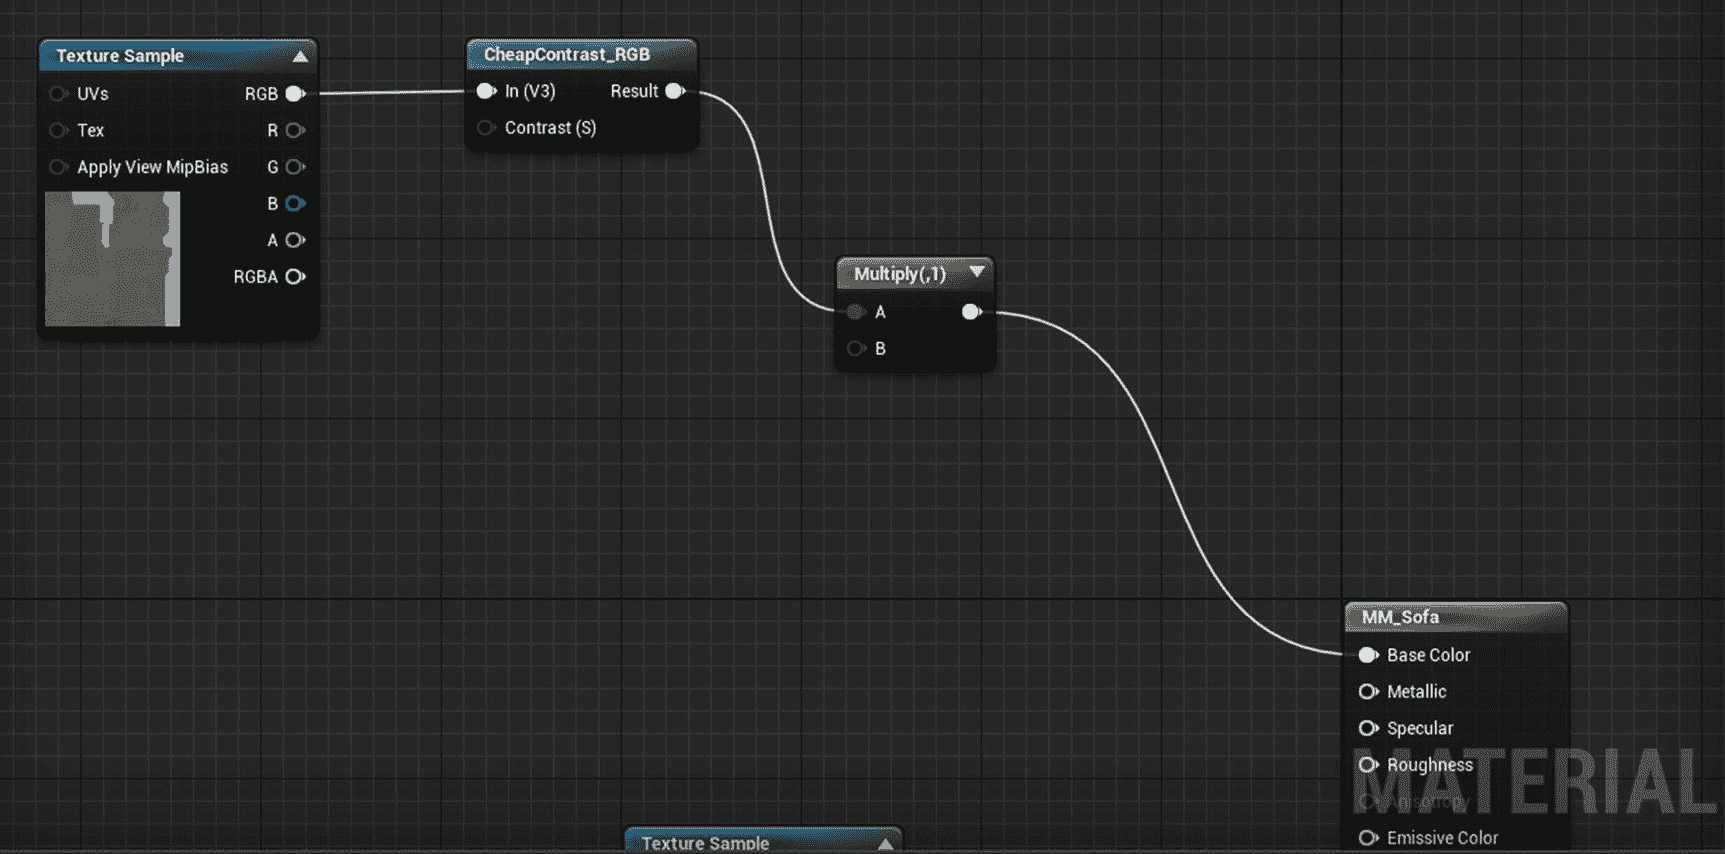 Texture Sample
UVs RGB
Tex R
Apply View MipBias G
B
A
RGBA
CheapContrast_RGB
In (V3) Result
Contrast (S)
Multiply(,1)
A
B
MM_Sofa
Base Color
Metallic
Specular
Roughness
Anisotropy
Emissive Color
MATERIAL
Texture Sample